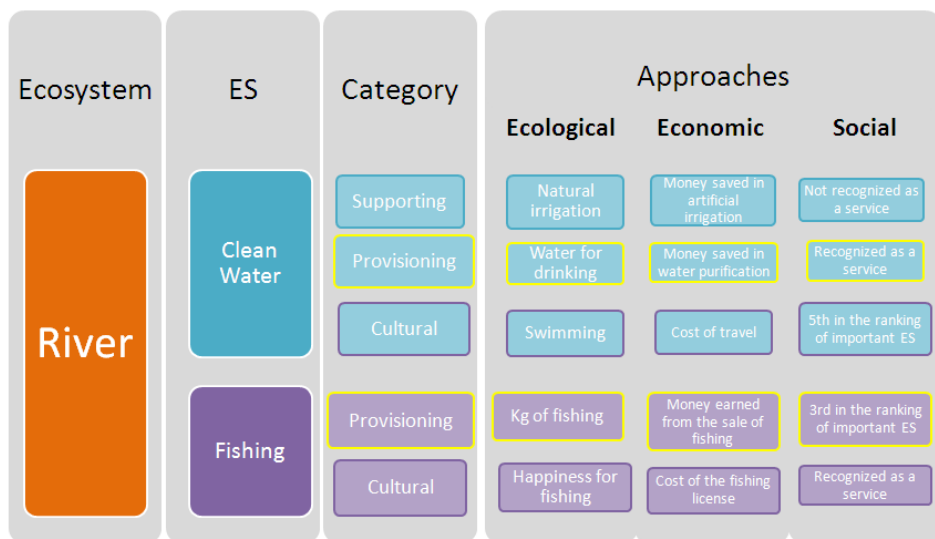 Ecosystem
ES
Category
Approaches
Ecological
Economic
Social
River
Clean
Water
Supporting
Natural
irrigation
Money saved in
artificial
irrigation
Not recognized as
a service
Provisioning
Water for
drinking
Money saved in
water purification
Recognized as a
service
Cultural
Swimming
Cost of travel
5th in the ranking
of important ES
Fishing
Provisioning
Kg of fishing
Money earned
from the sale of
fishing
3rd in the ranking
of important ES
Cultural
Happiness for
fishing
Cost of the fishing
license
Recognized as a
service